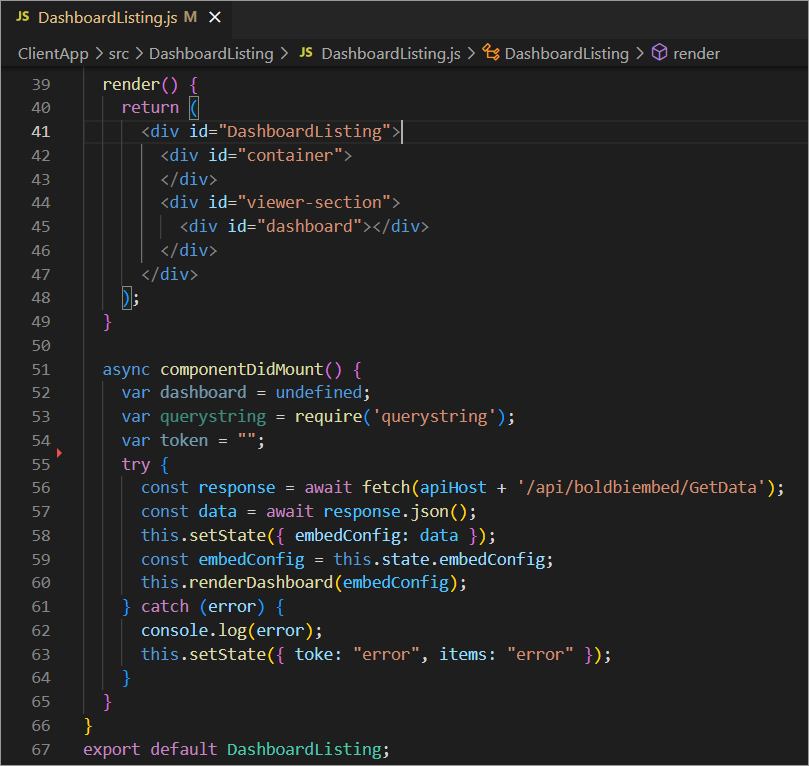 JS DashboardListing.js M ×
ClientApp > src > DashboardListing > JS DashboardListing.js > DashboardListing > render
39   render() {
40     return (
41       <div id="DashboardListing">
42         <div id="container">
43         </div>
44         <div id="viewer-section">
45           <div id="dashboard"></div>
46         </div>
47       </div>
48     );
49   }
50
51   async componentDidMount() {
52     var dashboard = undefined;
53     var querystring = require('querystring');
54     var token = "";
55     try {
56       const response = await fetch(apiHost + '/api/boldbiembed/GetData');
57       const data = await response.json();
58       this.setState({ embedConfig: data });
59       const embedConfig = this.state.embedConfig;
60       this.renderDashboard(embedConfig);
61     } catch (error) {
62       console.log(error);
63       this.setState({ toke: "error", items: "error" });
64     }
65   }
66 }
67 export default DashboardListing;